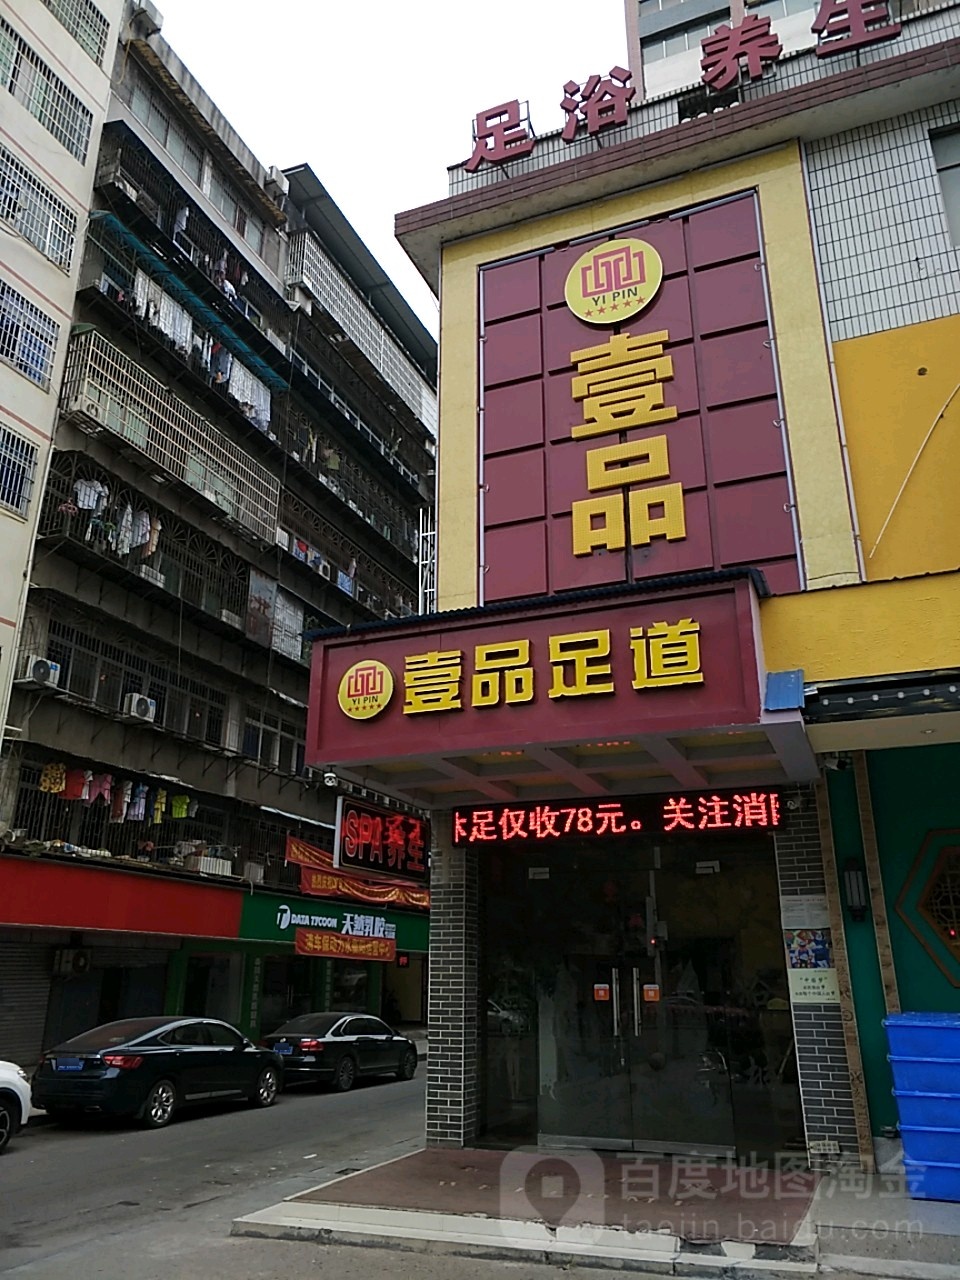 足浴养生
YI PIN
壹品
YI PIN
壹品足道
沐足仅收78元。关注消
SPA养生
DATA TYCOON 天然乳胶
百度地图淘金
taojin.baidu.com